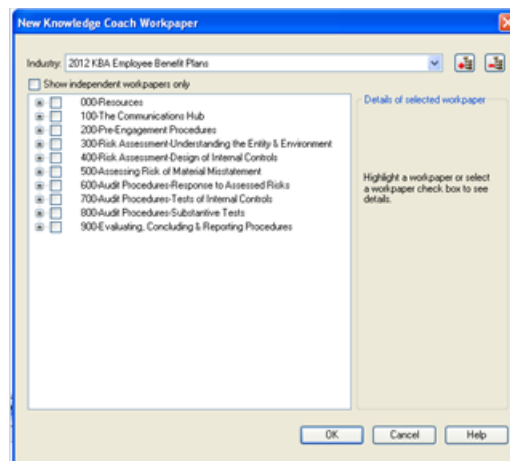 New Knowledge Coach Workpaper
Industry: 2012 KBA Employee Benefit Plans
Show independent workpapers only
000-Resources
100-The Communications Hub
200-Pre-Engagement Procedures
300-Risk Assessment-Understanding the Entity & Environment
400-Risk Assessment-Design of Internal Controls
500-Assessing Risk of Material Misstatement
600-Audit Procedures-Response to Assessed Risks
700-Audit Procedures-Tests of Internal Controls
800-Audit Procedures-Substantive Tests
900-Evaluating, Concluding & Reporting Procedures
Details of selected workpaper
Highlight a workpaper or select
a workpaper check box to see
details.
OK Cancel Help